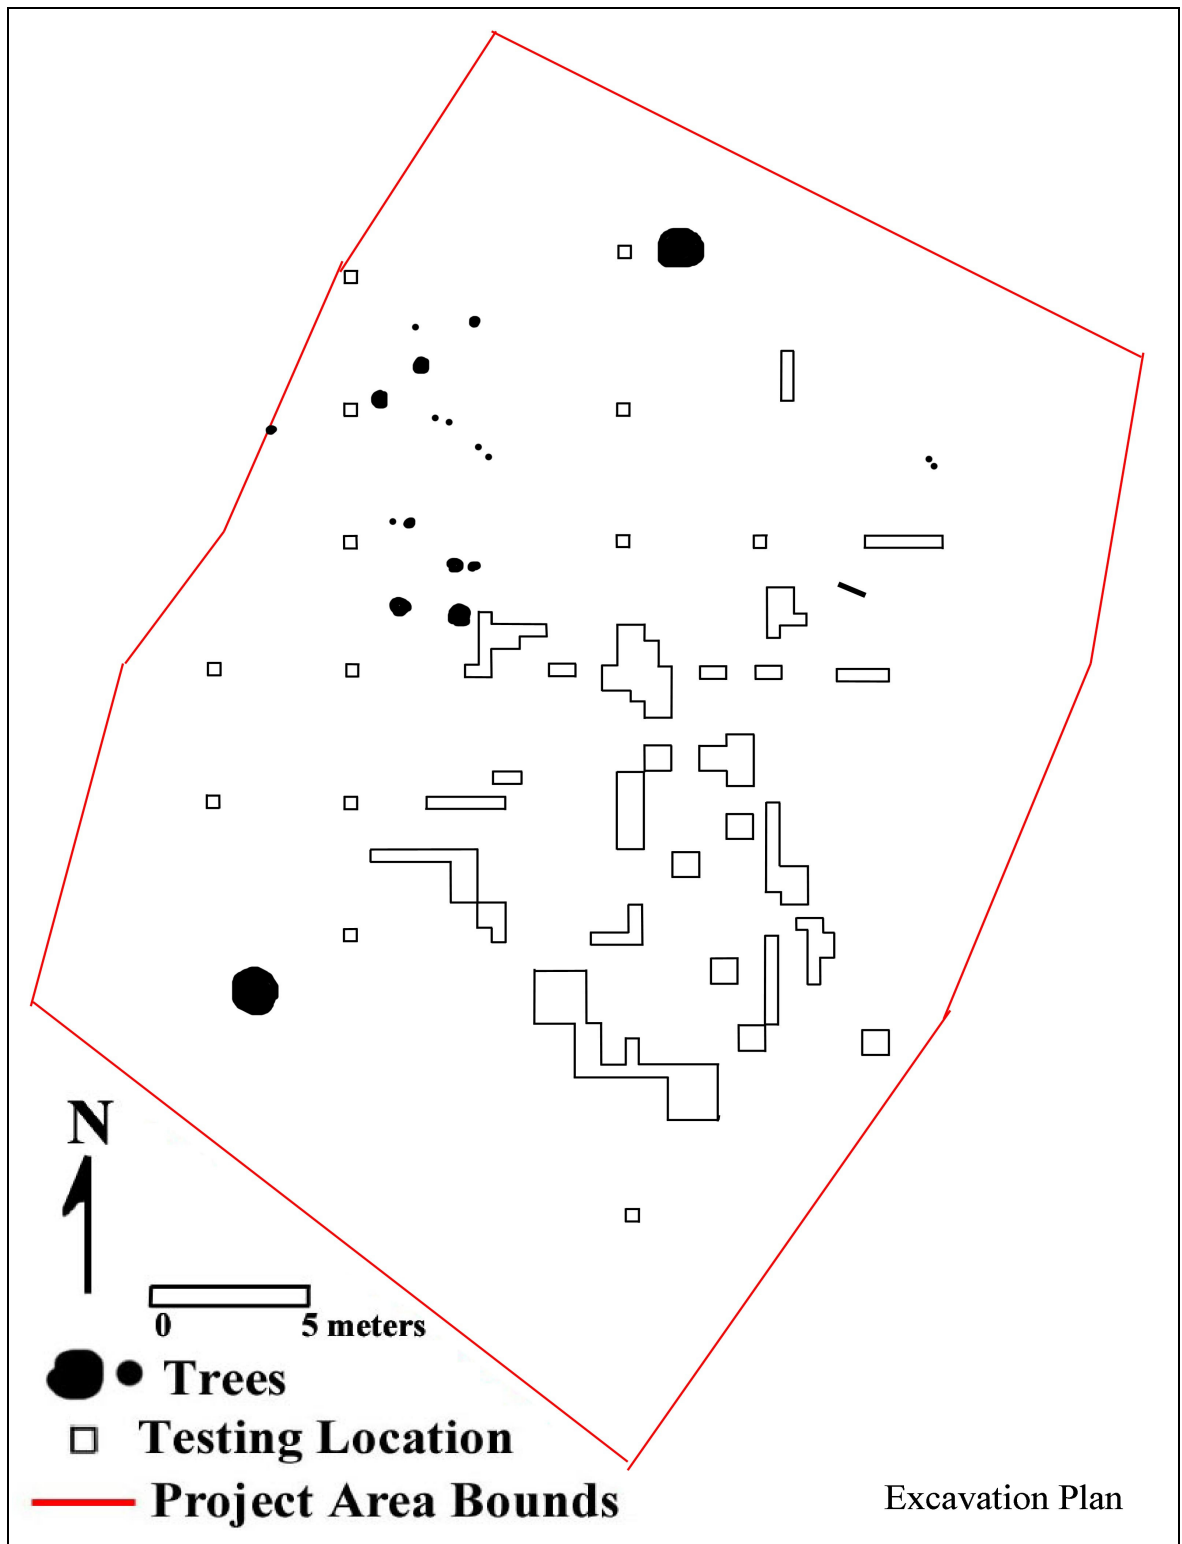 N
0 5 meters
Trees
Testing Location
Project Area Bounds
Excavation Plan